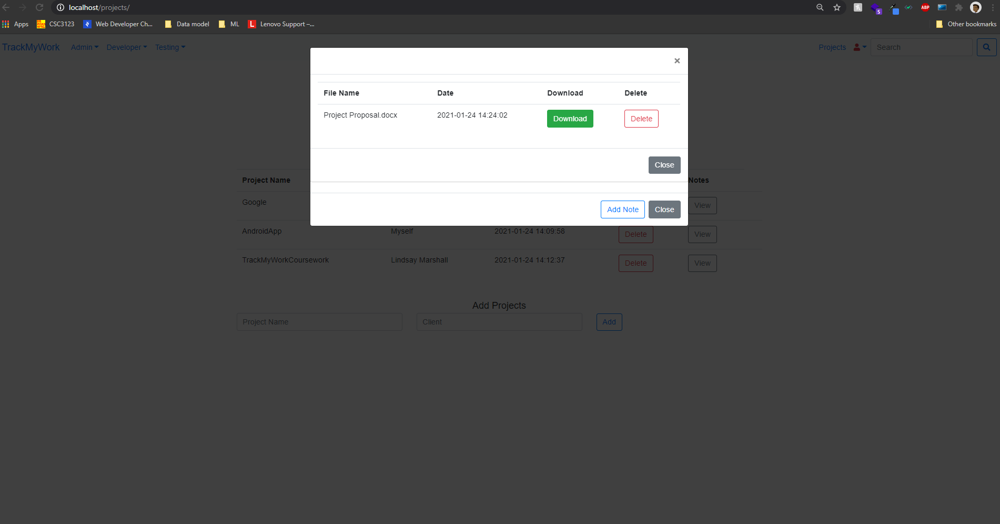 localhost/projects/
5
ABP
Apps CSC3123 Web Developer Ch... Data model ML L Lenovo Support –... Other bookmarks
TrackMyWork Admin Developer Testing Projects Search
×
File Name Date Download Delete
Project Proposal.docx 2021-01-24 14:24:02 Download Delete
Close
Project Name Notes
Google View
Add Note Close
AndroidApp Myself 2021-01-24 14:09:58 Delete View
TrackMyWorkCoursework Lindsay Marshall 2021-01-24 14:12:37 Delete View
Add Projects
Project Name Client Add